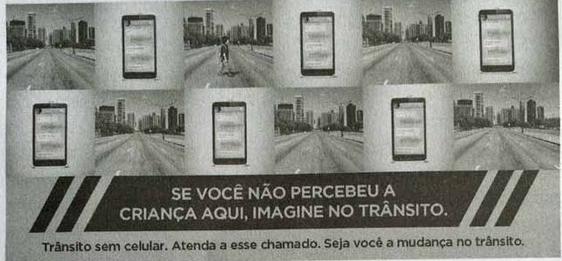 SE VOCÊ NÃO PERCEBEU A
CRIANÇA AQUI, IMAGINE NO TRÂNSITO.
Trânsito sem celular. Atenda a esse chamado. Seja você a mudança no trânsito.